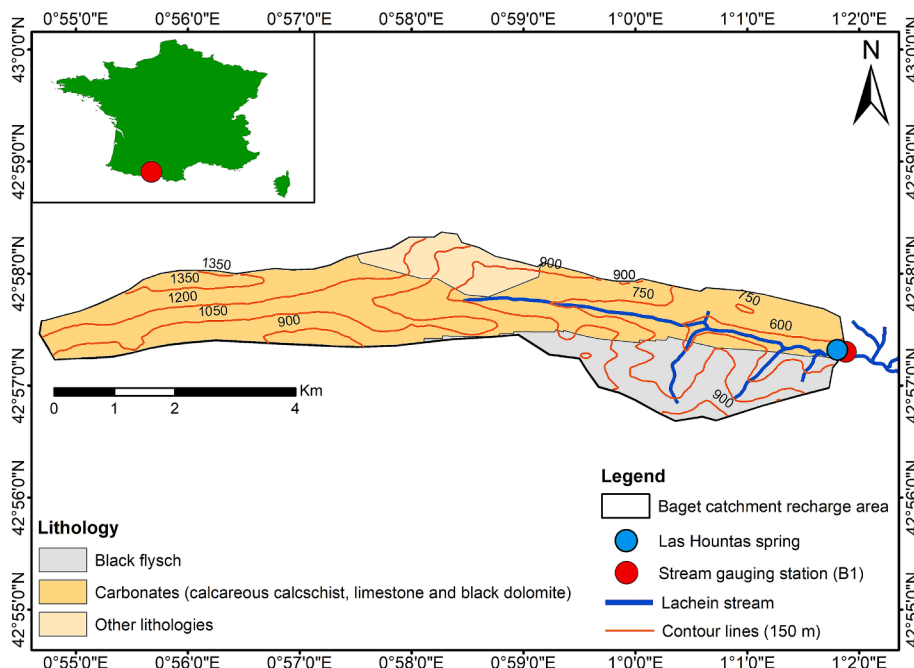 0°55'0"E 0°56'0"E 0°57'0"E 0°58'0"E 0°59'0"E 1°0'0"E 1°10'0"E 1°20'0"E
43°0'0"N 43°0'0"N
N
42°59'0"N 42°59'0"N
42°58'0"N 42°58'0"N
1350
1350
1200
1050
900
900
900
750
750
600
900
42°57'0"N 42°57'0"N
Km
0 1 2 4
42°56'0"N 42°56'0"N
Legend
Baget catchment recharge area
Las Hountas spring
Stream gauging station (B1)
Lachein stream
Contour lines (150 m)
Lithology
Black flysch
Carbonates (calcareous calcschist, limestone and black dolomite)
Other lithologies
42°55'0"N 42°55'0"N
0°55'0"E 0°56'0"E 0°57'0"E 0°58'0"E 0°59'0"E 1°0'0"E 1°10'0"E 1°20'0"E